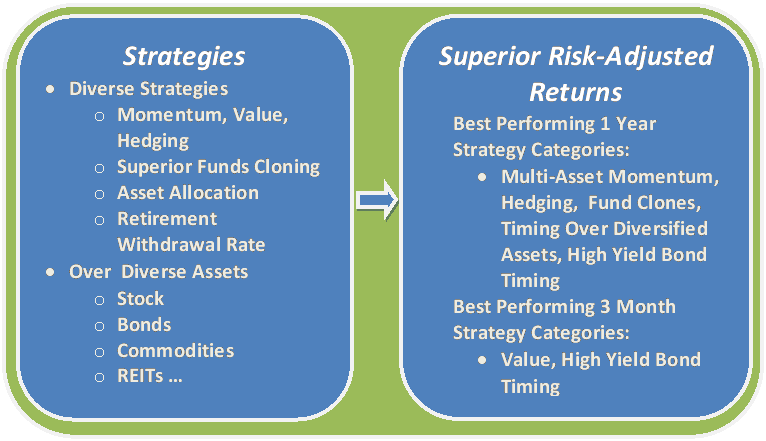 Strategies
• Diverse Strategies
○ Momentum, Value,
Hedging
○ Superior Funds Cloning
○ Asset Allocation
○ Retirement
Withdrawal Rate
• Over  Diverse Assets
○ Stock
○ Bonds
○ Commodities
○ REITs …
Superior Risk-Adjusted
Returns
Best Performing 1 Year
Strategy Categories:
• Multi-Asset Momentum,
Hedging,  Fund Clones,
Timing Over Diversified
Assets, High Yield Bond
Timing
Best Performing 3 Month
Strategy Categories:
• Value, High Yield Bond
Timing